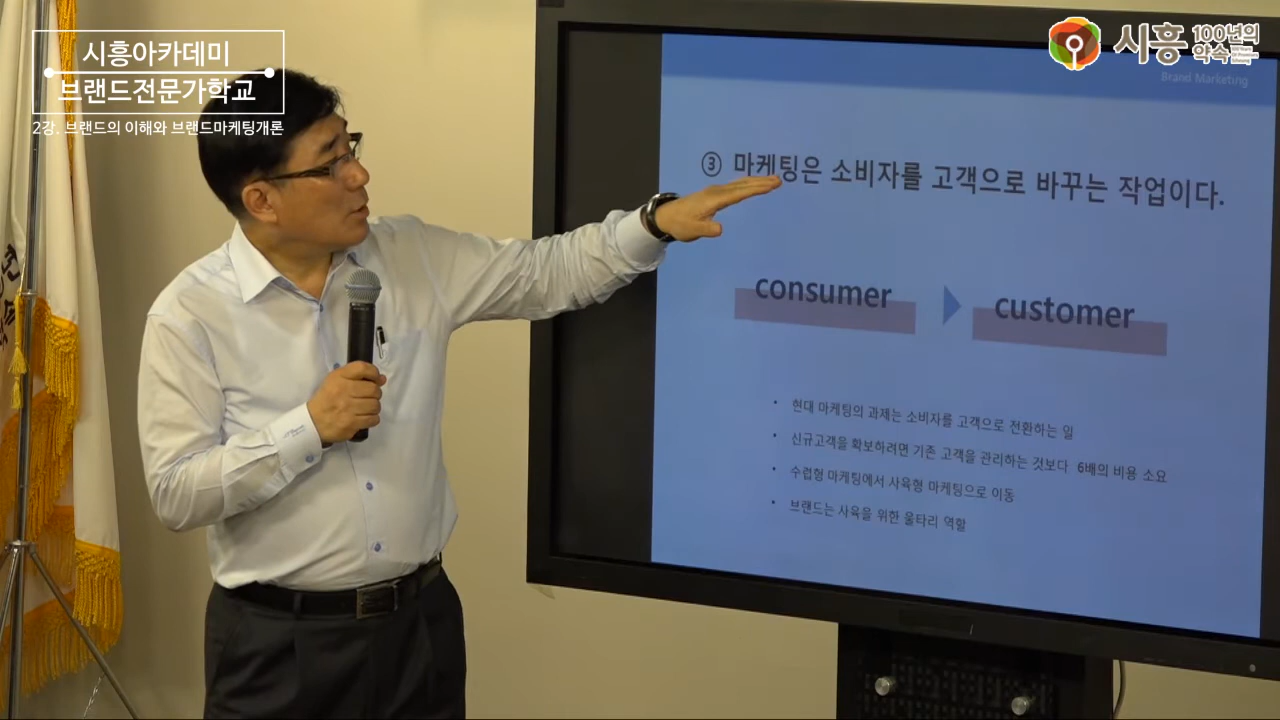 시흥아카데미
브랜드전문가학교
2강. 브랜드의 이해와 브랜드마케팅개론
시흥 100년의
약속
Brand Marketing
③ 마케팅은 소비자를 고객으로 바꾸는 작업이다.
consumer
customer
• 현대 마케팅의 과제는 소비자를 고객으로 전환하는 일
• 신규고객을 확보하려면 기존 고객을 관리하는 것보다 6배의 비용 소요
• 수렵형 마케팅에서 사육형 마케팅으로 이동
• 브랜드는 사육을 위한 울타리 역할